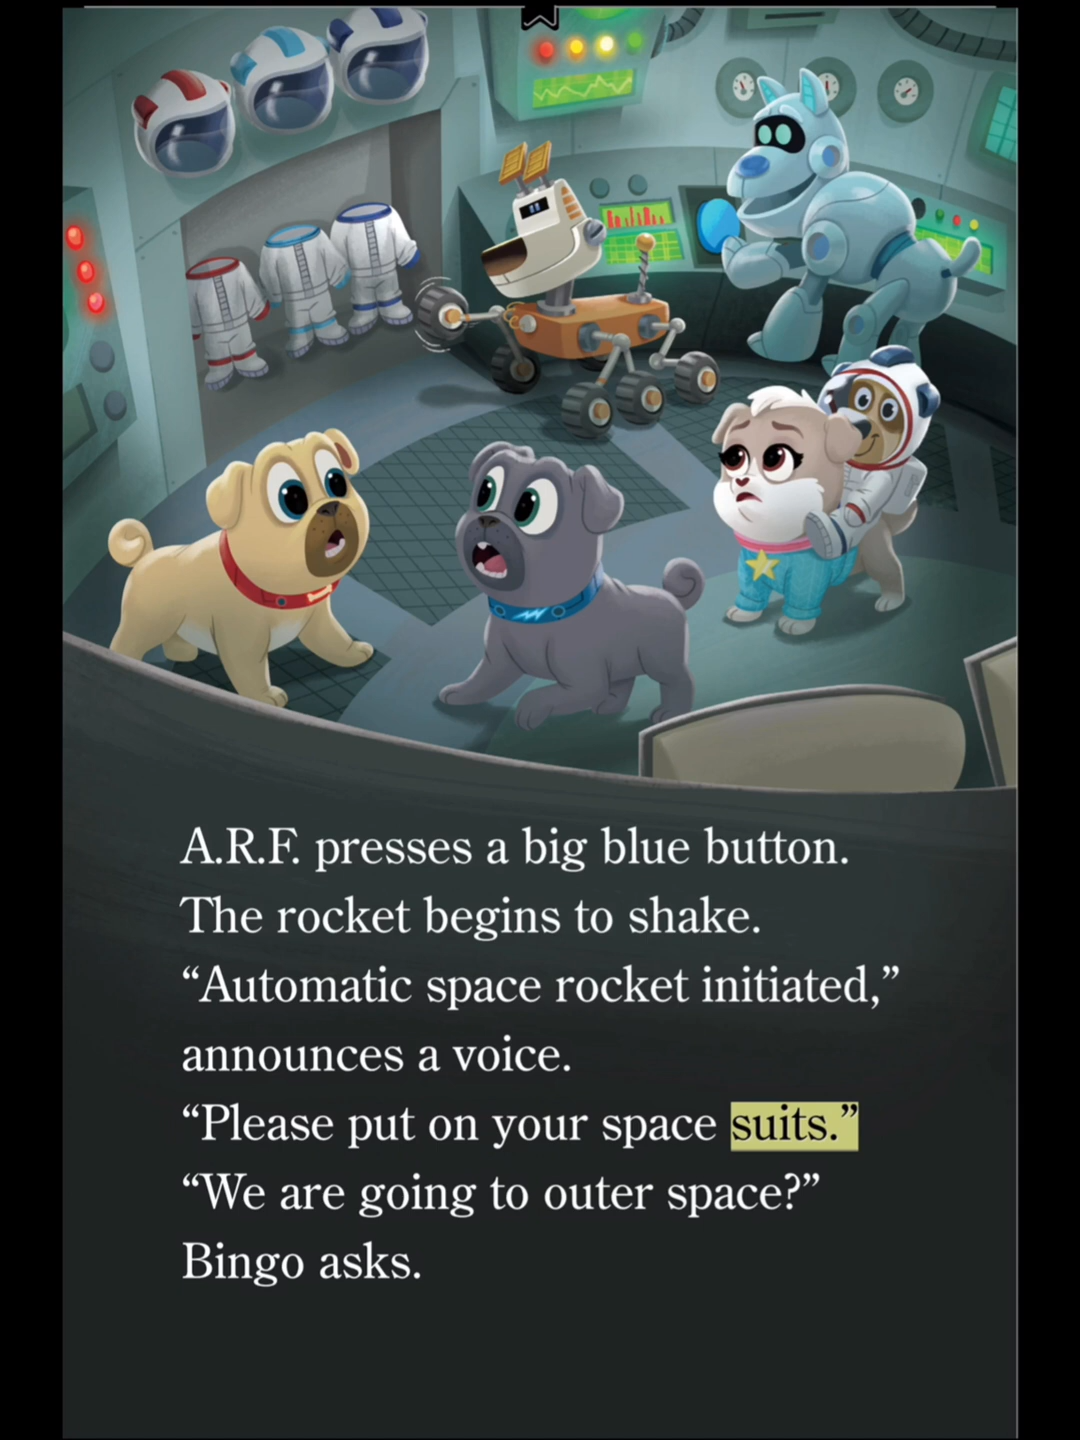 A.R.F. presses a big blue button.
The rocket begins to shake.
“Automatic space rocket initiated,”
announces a voice.
“Please put on your space suits.”
“We are going to outer space?”
Bingo asks.